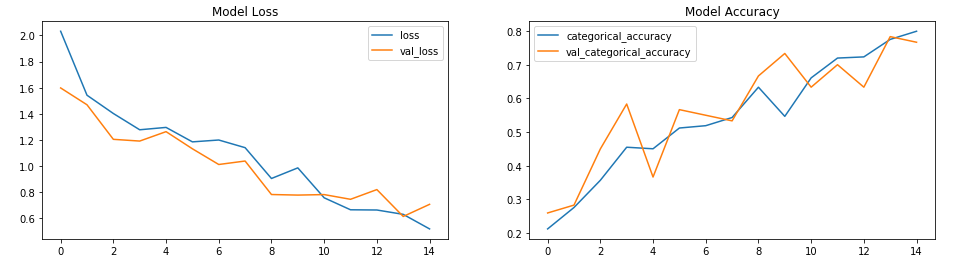 Model Loss
2.0
1.8
1.6
1.4
1.2
1.0
0.8
0.6
0 2 4 6 8 10 12 14
loss
val_loss
Model Accuracy
0.8
0.7
0.6
0.5
0.4
0.3
0.2
0 2 4 6 8 10 12 14
categorical_accuracy
val_categorical_accuracy